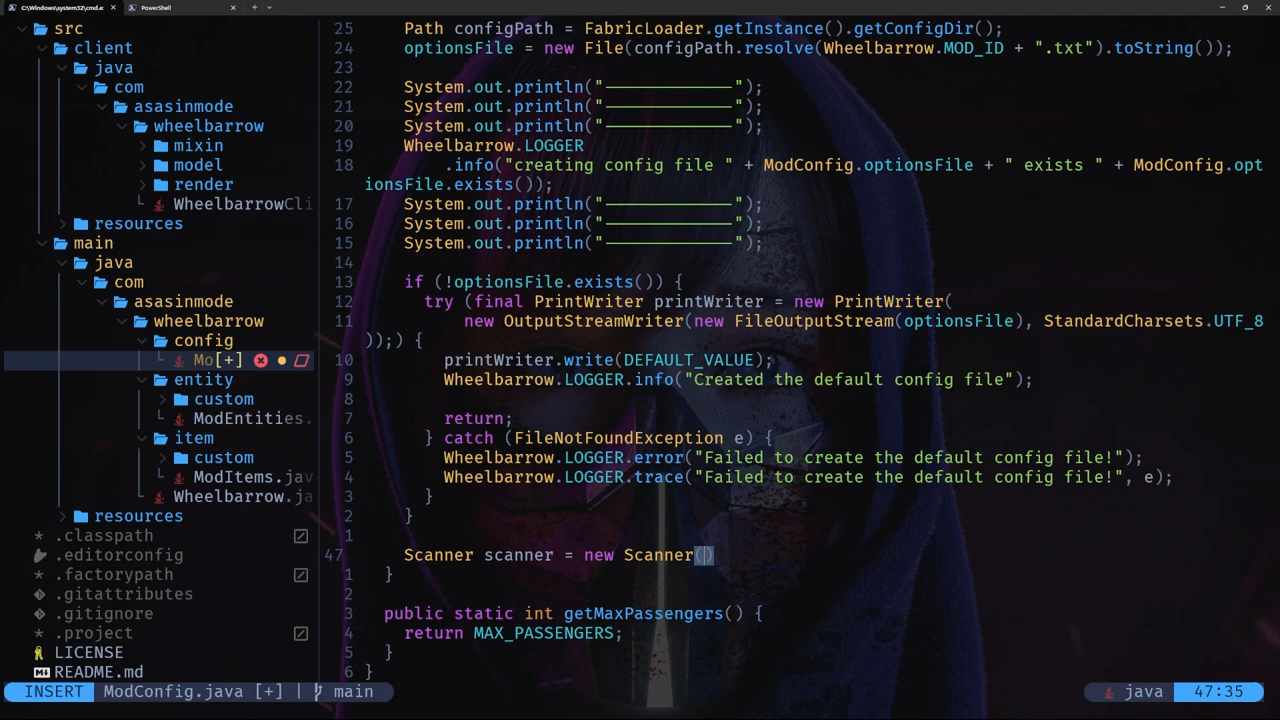 C:\Windows\system32\cmd.e
PowerShell
src
client
java
com
asasinmode
wheelbarrow
mixin
model
render
WheelbarrowCli
resources
main
java
com
asasinmode
wheelbarrow
config
Mo[+]
entity
custom
ModEntities.
item
custom
ModItems.jav
Wheelbarrow.ja
resources
* .classpath
.editorconfig
* .factorypath
.gitattributes
.gitignore
* .project
LICENSE
README.md
25 Path configPath = FabricLoader.getInstance().getConfigDir();
24 optionsFile = new File(configPath.resolve(Wheelbarrow.MOD_ID + ".txt").toString());
23
22 System.out.println("─────────────");
21 System.out.println("─────────────");
20 System.out.println("─────────────");
19 Wheelbarrow.LOGGER
18 .info("creating config file " + ModConfig.optionsFile + " exists " + ModConfig.opt
ionsFile.exists());
17 System.out.println("─────────────");
16 System.out.println("─────────────");
15 System.out.println("─────────────");
14
13 if (!optionsFile.exists()) {
12 try (final PrintWriter printWriter = new PrintWriter(
11 new OutputStreamWriter(new FileOutputStream(optionsFile), StandardCharsets.UTF_8
));) {
10 printWriter.write(DEFAULT_VALUE);
9 Wheelbarrow.LOGGER.info("Created the default config file");
8
7 return;
6 } catch (FileNotFoundException e) {
5 Wheelbarrow.LOGGER.error("Failed to create the default config file!");
4 Wheelbarrow.LOGGER.trace("Failed to create the default config file!", e);
3 }
2 }
1
47 Scanner scanner = new Scanner()
1 }
2
3 public static int getMaxPassengers() {
4 return MAX_PASSENGERS;
5 }
6 }
INSERT ModConfig.java [+] | main
java 47:35